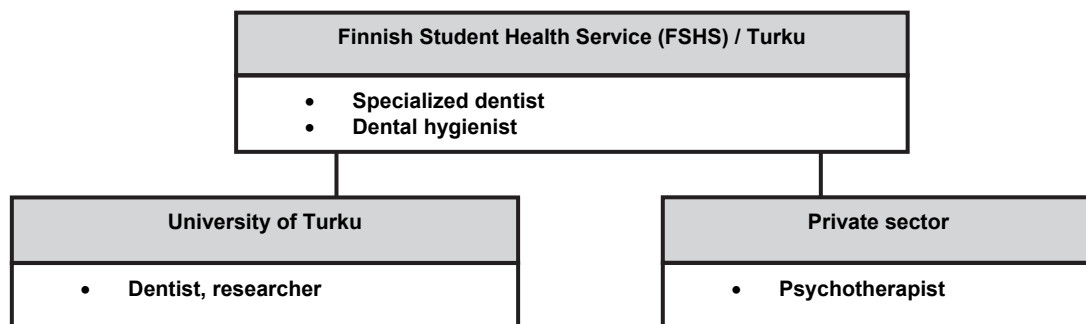 Finnish Student Health Service (FSHS) / Turku
• Specialized dentist
• Dental hygienist
University of Turku
• Dentist, researcher
Private sector
• Psychotherapist